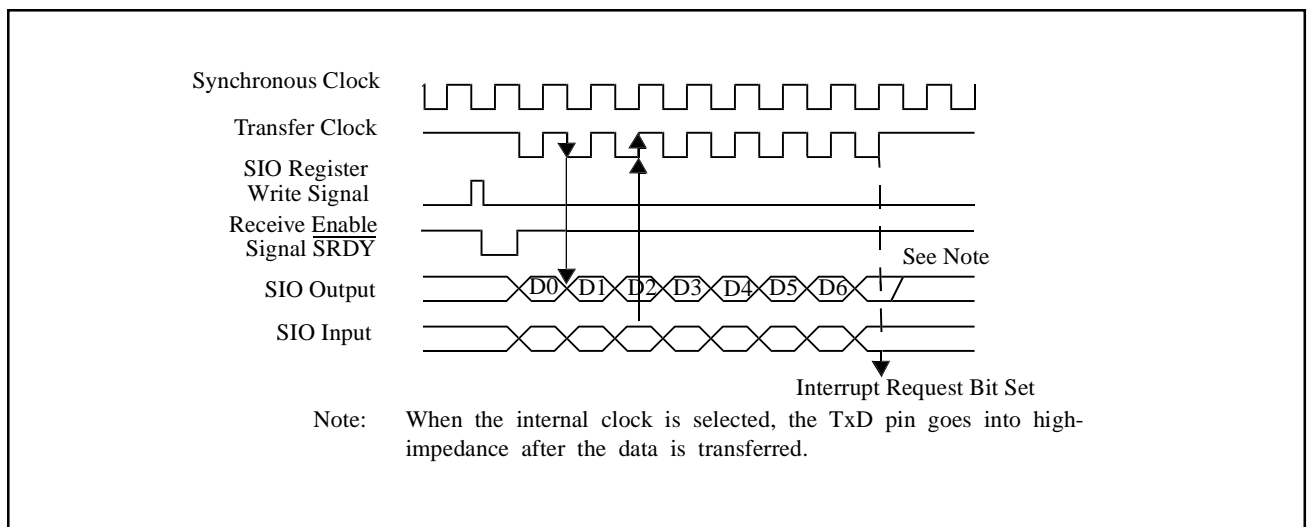 Synchronous Clock
Transfer Clock
SIO Register
Write Signal
Receive Enable
Signal SRDY
See Note
SIO Output
D0 D1 D2 D3 D4 D5 D6
SIO Input
Interrupt Request Bit Set
Note: When the internal clock is selected, the TxD pin goes into high-
impedance after the data is transferred.